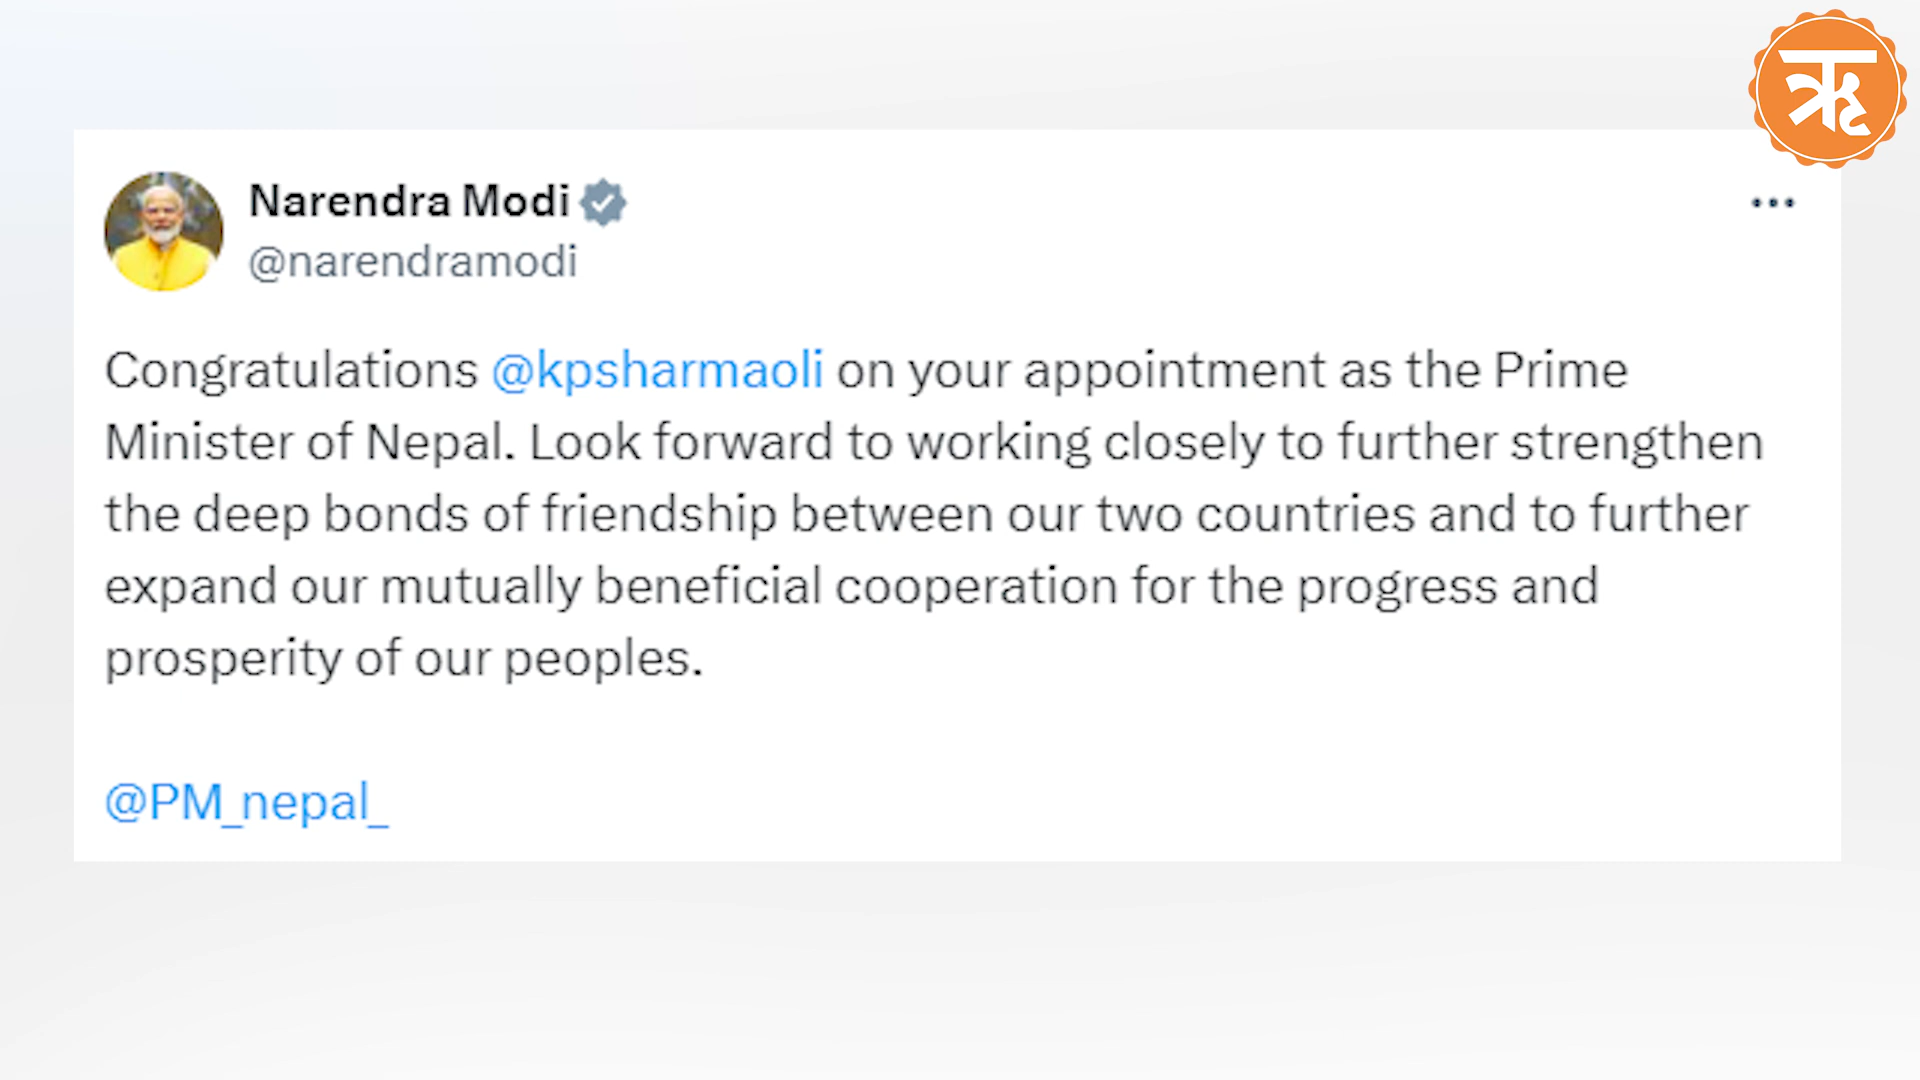 ऋ
Narendra Modi
@narendramodi
Congratulations @kpsharmaoli on your appointment as the Prime
Minister of Nepal. Look forward to working closely to further strengthen
the deep bonds of friendship between our two countries and to further
expand our mutually beneficial cooperation for the progress and
prosperity of our peoples.
@PM_nepal_